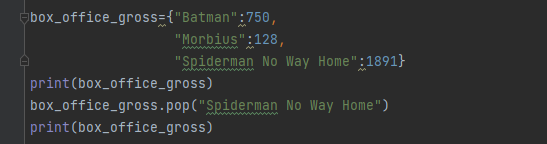 box_office_gross={"Batman":750,
"Morbius":128,
"Spiderman No Way Home":1891}
print(box_office_gross)
box_office_gross.pop("Spiderman No Way Home")
print(box_office_gross)